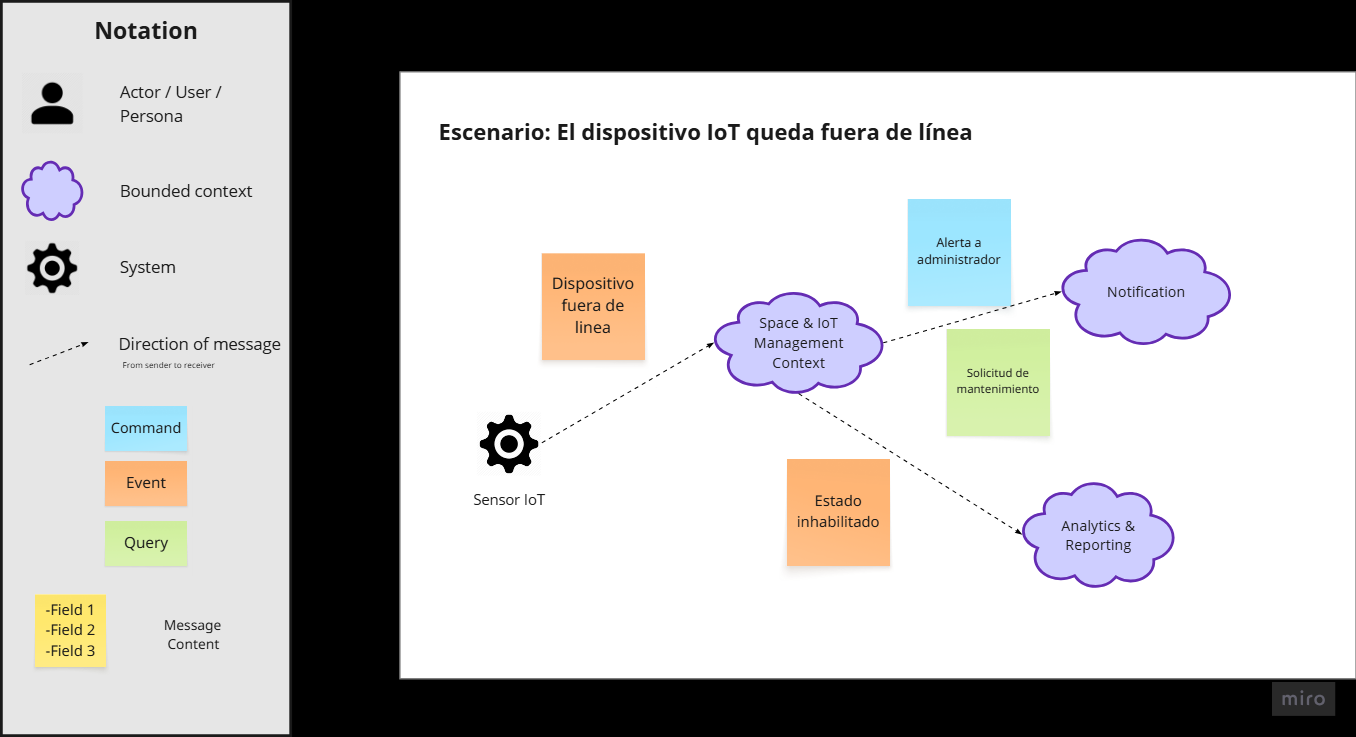 Notation
Actor / User /
Persona
Bounded context
System
Direction of message
From sender to receiver
Command
Event
Query
-Field 1
-Field 2
-Field 3
Message
Content
Escenario: El dispositivo IoT queda fuera de línea
Dispositivo
fuera de
linea
Sensor IoT
Space & IoT
Management
Context
Alerta a
administrador
Solicitud de
mantenimiento
Notification
Estado
inhabilitado
Analytics &
Reporting
miro